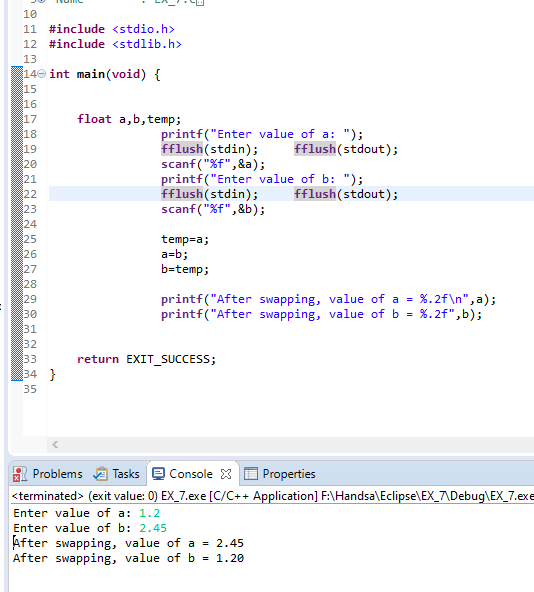 Name : EX_7.c
10
11 #include <stdio.h>
12 #include <stdlib.h>
13
14 int main(void) {
15
16
17 float a,b,temp;
18 printf("Enter value of a: ");
19 fflush(stdin); fflush(stdout);
20 scanf("%f",&a);
21 printf("Enter value of b: ");
22 fflush(stdin); fflush(stdout);
23 scanf("%f",&b);
24
25 temp=a;
26 a=b;
27 b=temp;
28
29 printf("After swapping, value of a = %.2f\n",a);
30 printf("After swapping, value of b = %.2f",b);
31
32
33 return EXIT_SUCCESS;
34 }
35
Problems Tasks Console Properties
<terminated> (exit value: 0) EX_7.exe [C/C++ Application] F:\Handsa\Eclipse\EX_7\Debug\EX_7.exe
Enter value of a: 1.2
Enter value of b: 2.45
After swapping, value of a = 2.45
After swapping, value of b = 1.20